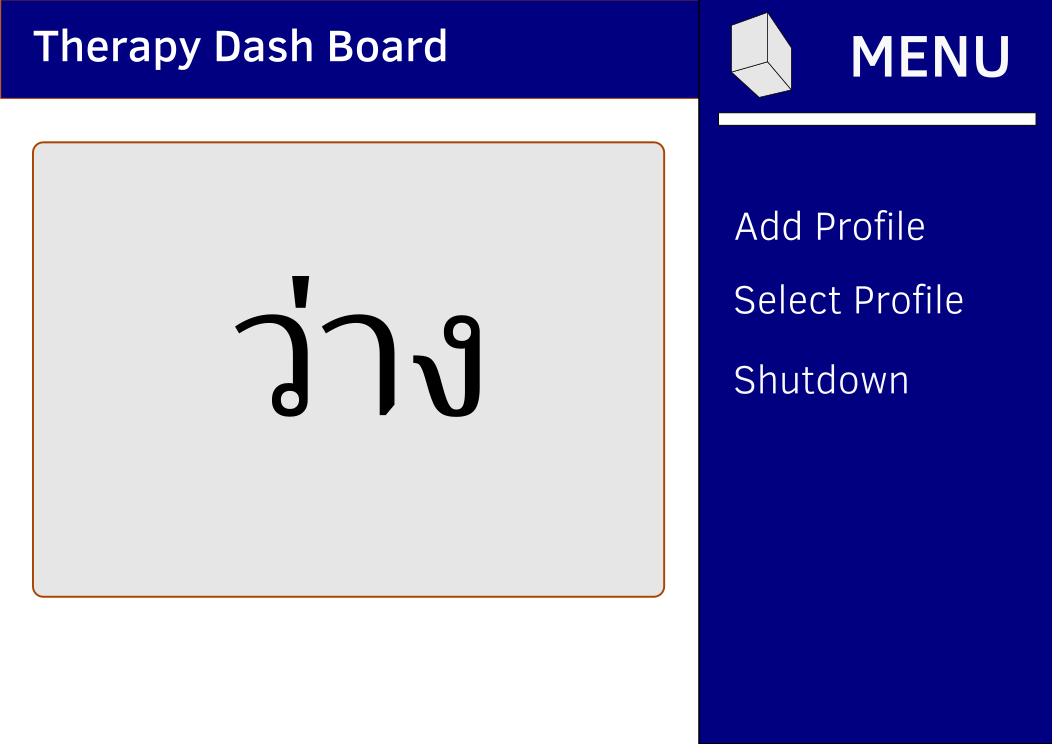 Therapy Dash Board
MENU
ว่าง
Add Profile
Select Profile
Shutdown